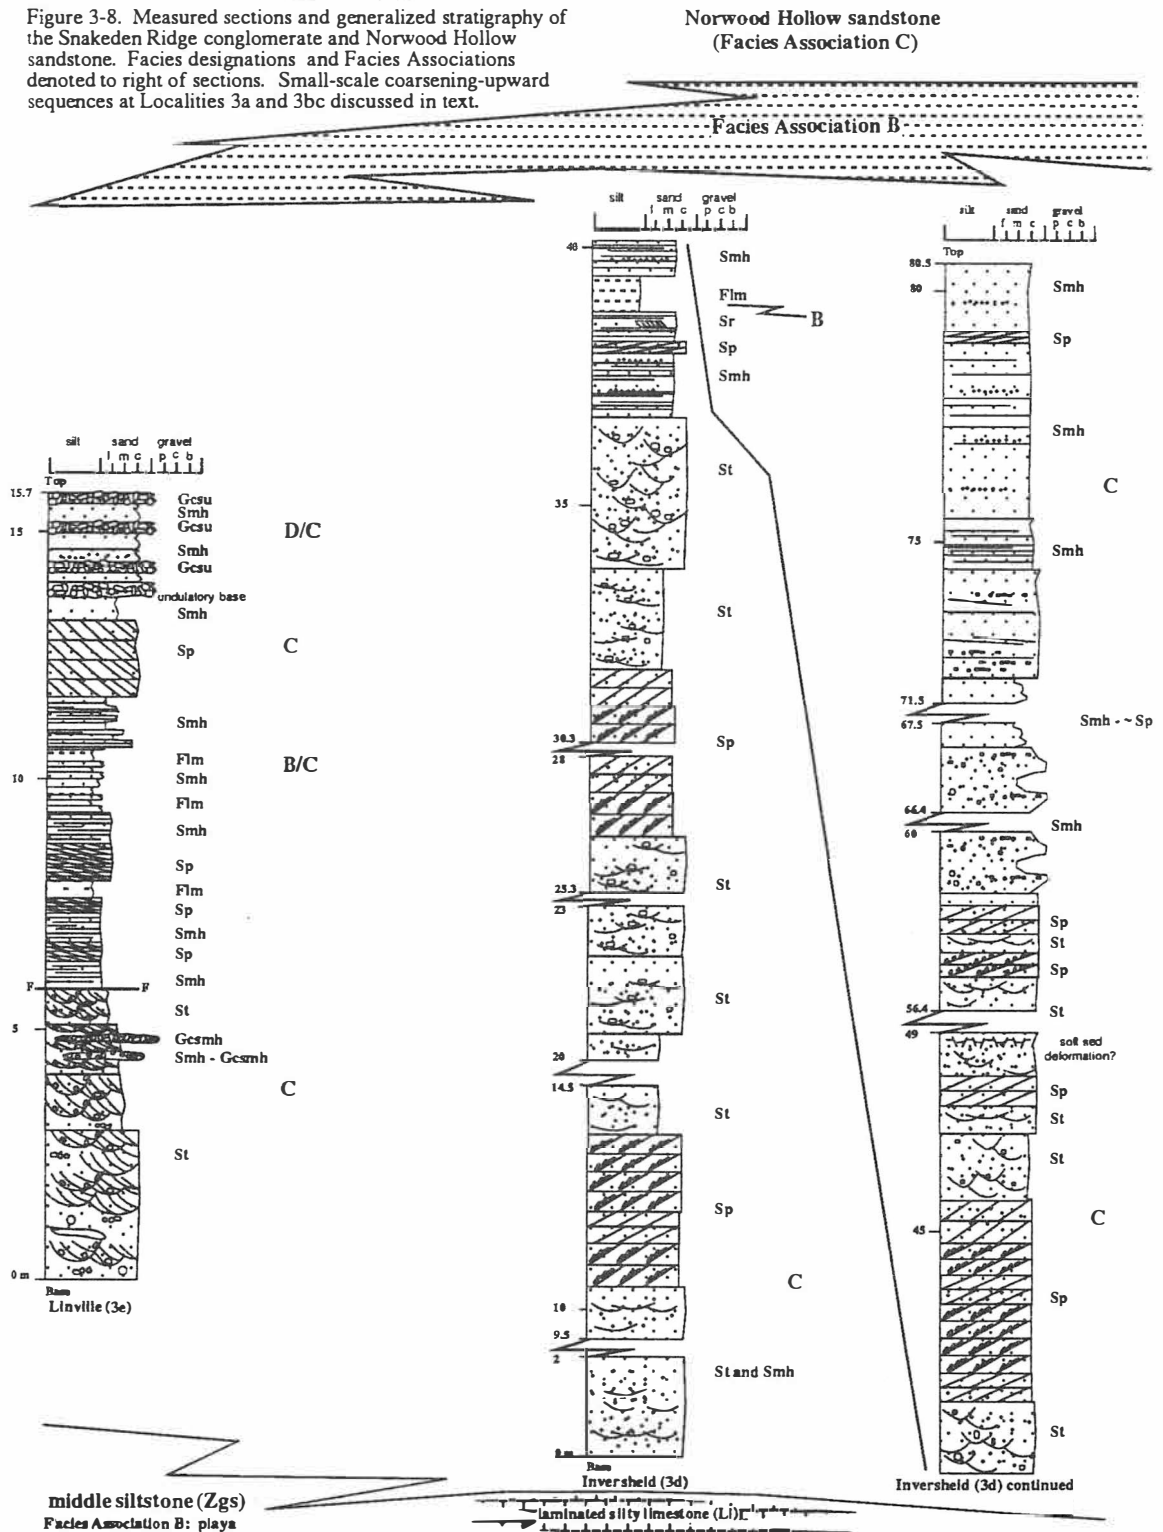 Figure 3-8. Measured sections and generalized stratigraphy of
the Snakeden Ridge conglomerate and Norwood Hollow
sandstone. Facies designations and Facies Associations
denoted to right of sections. Small-scale coarsening-upward
sequences at Localities 3a and 3bc discussed in text.
Norwood Hollow sandstone
(Facies Association C)
Facies Association B
silt sand gravel
f m c p c b
40
Smh
Flm
B
Sr
Sp
Smh
St
35
St
30.3
Sp
28
St
25.3
23
St
20
14.5
St
Sp
C
10
9.5
2
St and Smh
0 m
Base
Inversheid (3d)
silt sand gravel
f m c p c b
Top
80.5
80
Smh
Sp
Smh
C
75
Smh
71.5
67.5
Smh - ~ Sp
66.4
Smh
60
Sp
St
Sp
56.4
St
49
soft sed
deformation?
Sp
St
St
C
45
Sp
St
Inversheid (3d) continued
silt sand gravel
f m c p c b
Top
15.7
Gcsu
Smh
15
Gcsu
D/C
Smh
Gcsu
undulatory base
Smh
Sp
C
Smh
Flm
B/C
10
Smh
Flm
Smh
Sp
Flm
Sp
Smh
Sp
Smh
F F
St
5
Gcsmh
Smh - Gcsmh
C
St
0 m
Base
Linville (3e)
middle siltstone (Zgs)
Facies Association B: playa
laminated silty limestone (Ll)